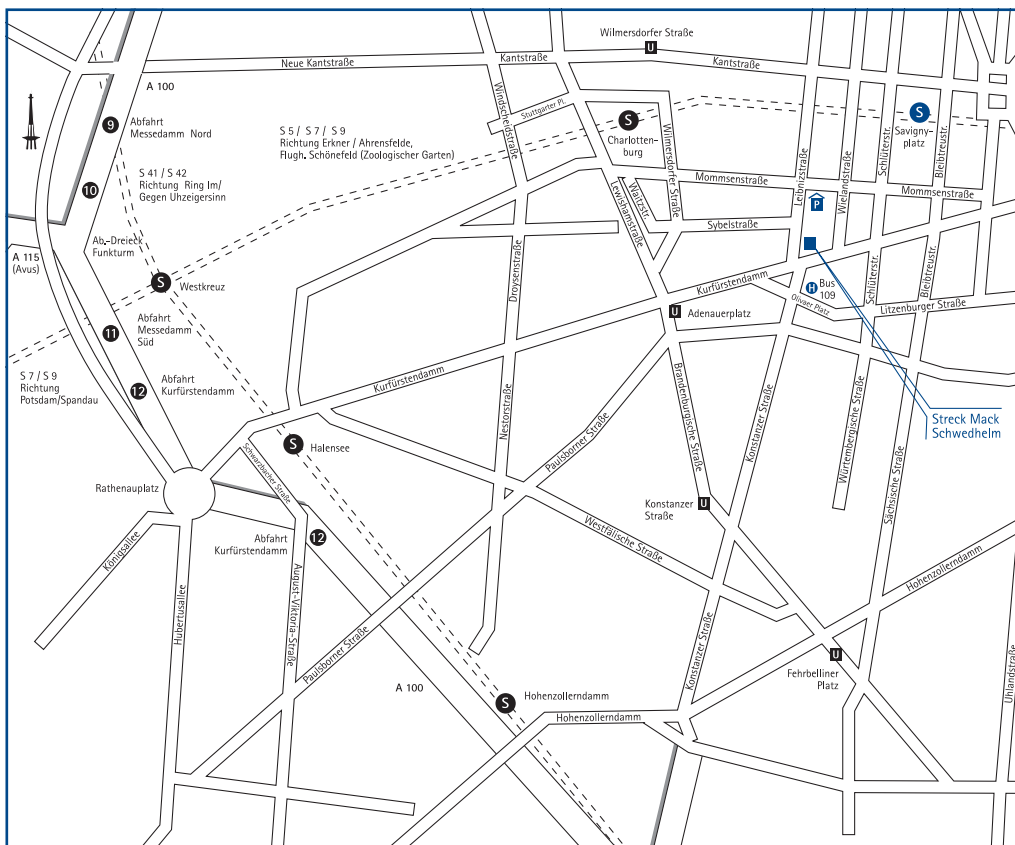 Wilmersdorfer Straße
U
Neue Kantstraße
Kantstraße
Kantstraße
A 100
Windscheidstraße
Stuttgarter Pl.
9
Abfahrt
Messedamm Nord
S 5 / S 7 / S 9
Richtung Erkner / Ahrensfelde,
Flugh. Schönefeld (Zoologischer Garten)
S
Charlotten-
burg
Wilmersdorfer Straße
S
Savigny-
platz
Schlüterstr.
Bleibtreustr.
Leibnizstraße
Wielandstraße
10
S 41 / S 42
Richtung Ring Im/
Gegen Uhzeigersinn
Mommsenstraße
Mommsenstraße
Lewishamstraße
Waitzstr.
P
Sybelstraße
Ab.-Dreieck
Funkturm
A 115
(Avus)
S
Westkreuz
Droysenstraße
Kurfürstendamm
H
Bus
109
Olivaer Platz
Schlüterstr.
Bleibtreustr.
Litzenburger Straße
U
Adenauerplatz
11
Abfahrt
Messedamm
Süd
S 7 / S 9
Richtung
Potsdam/Spandau
12
Abfahrt
Kurfürstendamm
Kurfürstendamm
Nestorstraße
Brandenburgische Straße
Konstanzer Straße
Württembergische Straße
Sächsische Straße
Streck Mack
Schwedhelm
S
Halensee
Schwarzbacher Straße
Paulsborner Straße
Rathenauplatz
Konstanzer
Straße
U
Westfälische Straße
12
Abfahrt
Kurfürstendamm
Königsallee
Hubertusallee
August-Viktoria-Straße
Paulsborner Straße
Hohenzollerndamm
Konstanzer Straße
U
Fehrbelliner
Platz
Uhlandstraße
A 100
S
Hohenzollerndamm
Hohenzollerndamm